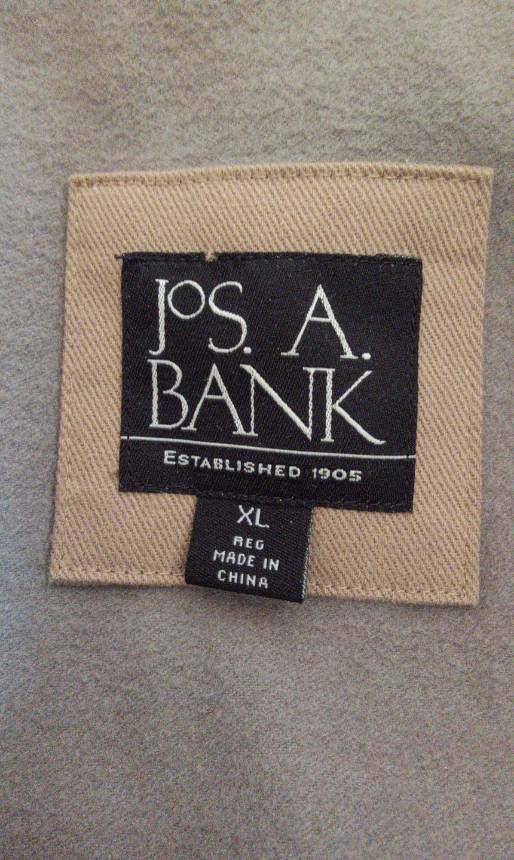 JoS. A.
BANK
ESTABLISHED 1905
XL
REG
MADE IN
CHINA